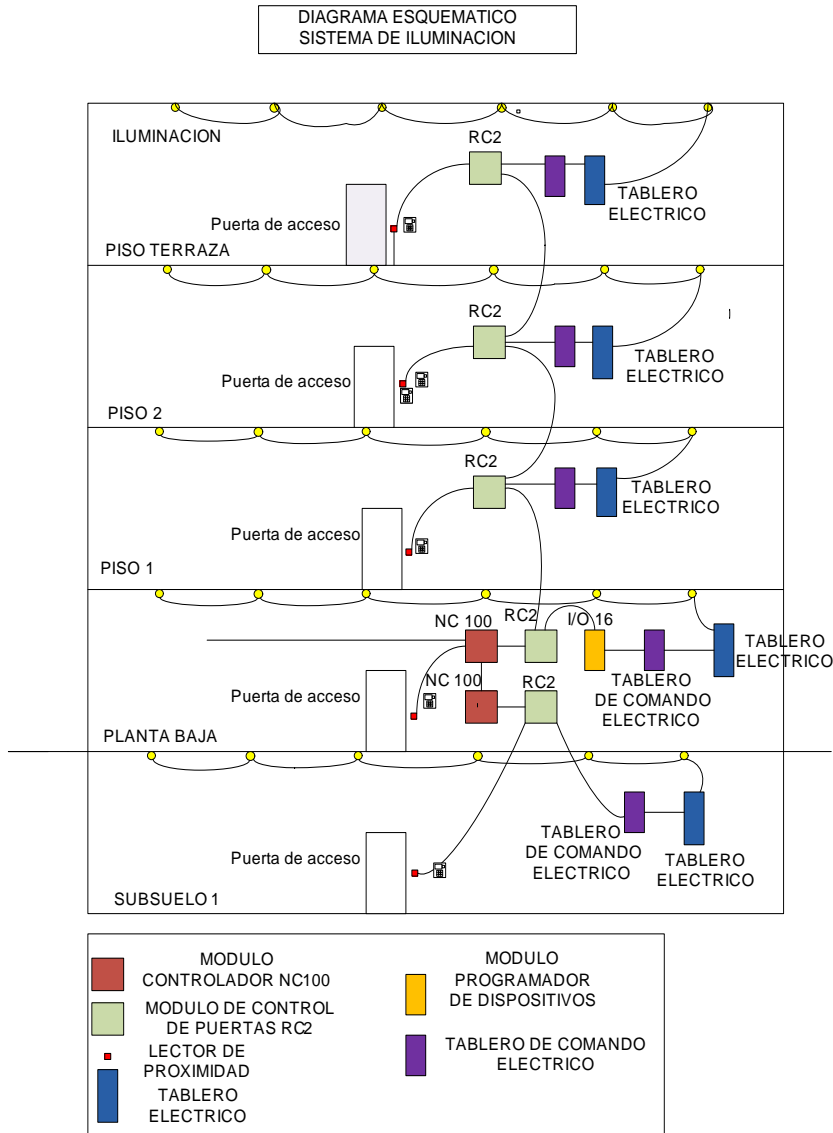 DIAGRAMA ESQUEMATICO
SISTEMA DE ILUMINACION
ILUMINACION
RC2
TABLERO
ELECTRICO
Puerta de acceso
PISO TERRAZA
RC2
TABLERO
ELECTRICO
Puerta de acceso
PISO 2
RC2
TABLERO
ELECTRICO
Puerta de acceso
PISO 1
NC 100
RC2
I/O 16
TABLERO
ELECTRICO
TABLERO
DE COMANDO
ELECTRICO
NC 100
RC2
Puerta de acceso
PLANTA BAJA
TABLERO
DE COMANDO
ELECTRICO
TABLERO
ELECTRICO
Puerta de acceso
SUBSUELO 1
MODULO
CONTROLADOR NC100
MODULO DE CONTROL
DE PUERTAS RC2
LECTOR DE
PROXIMIDAD
TABLERO
ELECTRICO
MODULO
PROGRAMADOR
DE DISPOSITIVOS
TABLERO DE COMANDO
ELECTRICO